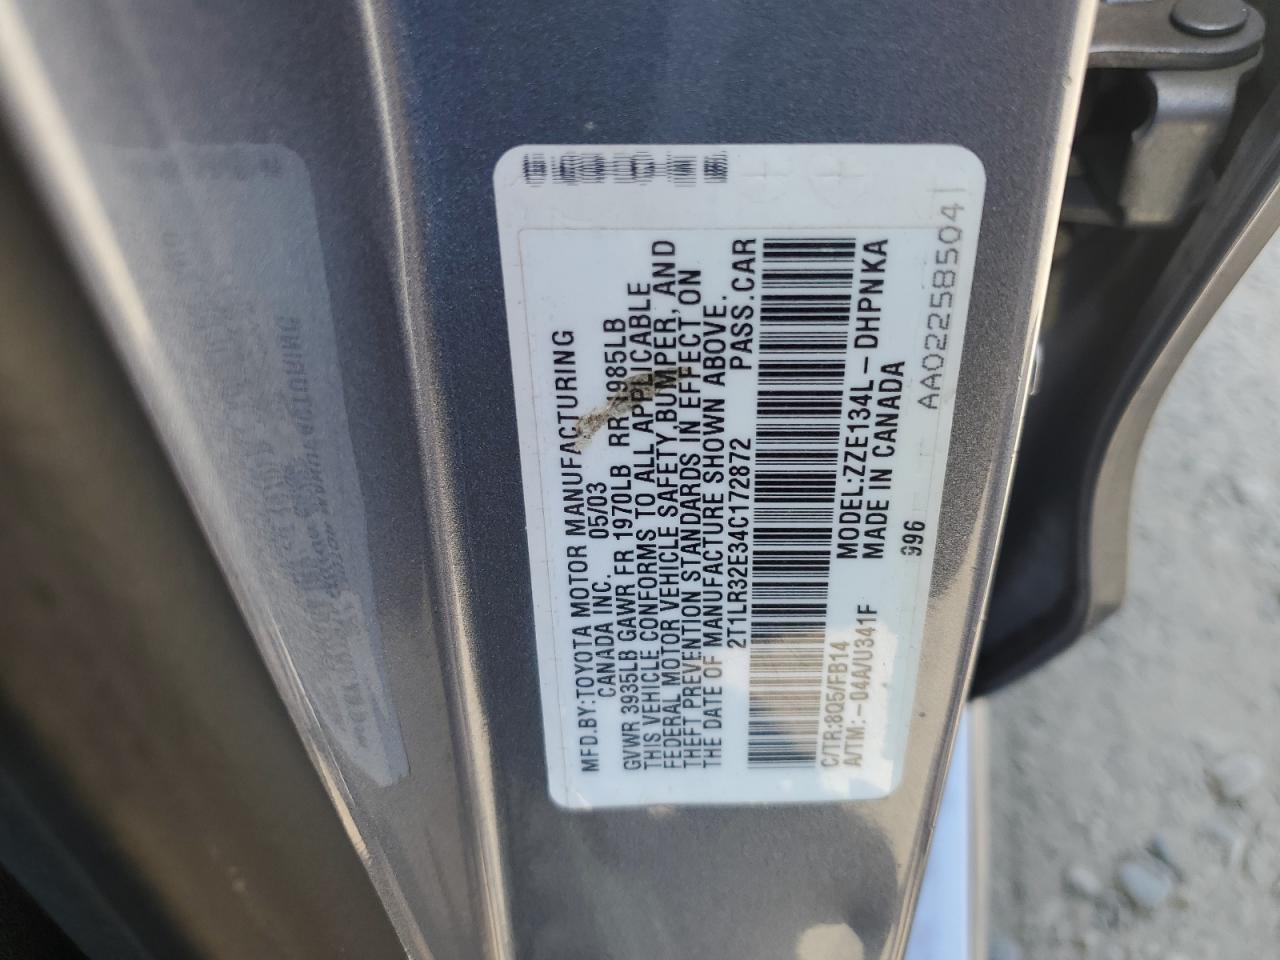 MFD.BY:TOYOTA MOTOR MANUFACTURING
CANADA INC. 05/03
GVWR 3935LB GAWR FR 1970LB RR 1985LB
THIS VEHICLE CONFORMS TO ALL APPLICABLE
FEDERAL MOTOR VEHICLE SAFETY,BUMPER,AND
THEFT PREVENTION STANDARDS IN EFFECT ON
THE DATE OF MANUFACTURE SHOWN ABOVE.
2T1LR32E34C172872 PASS.CAR
C/TR:8Q5/FB14 MODEL:ZZE134L-DHPNKA
A/TM:-04A/U341F MADE IN CANADA
996
AA0225B5041